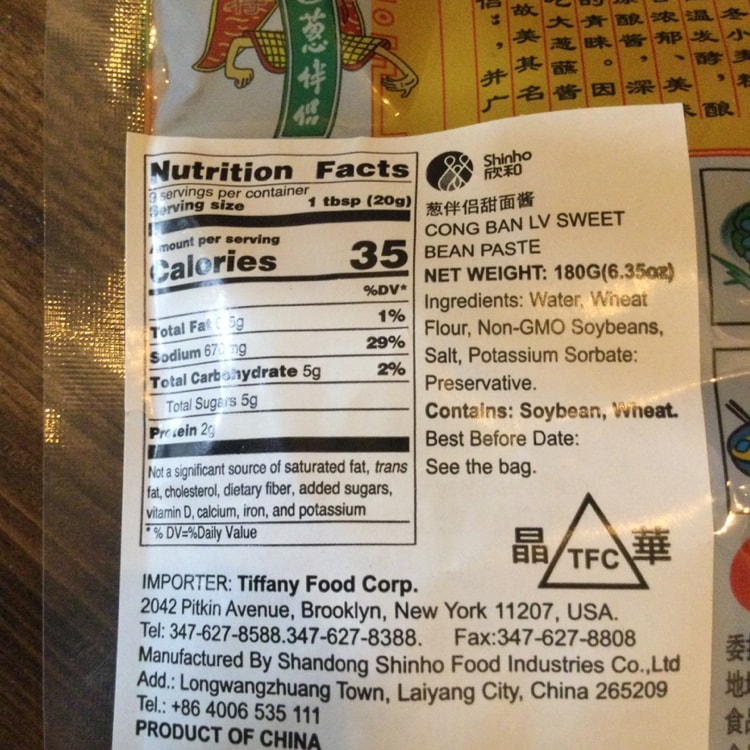 葱伴侣
Nutrition Facts
9 servings per container
Serving size 1 tbsp (20g)
Amount per serving
Calories 35
%DV*
Total Fat 0.5g 1%
Sodium 670mg 29%
Total Carbohydrate 5g 2%
Total Sugars 5g
Protein 2g
Not a significant source of saturated fat, trans
fat, cholesterol, dietary fiber, added sugars,
vitamin D, calcium, iron, and potassium
* % DV=%Daily Value
Shinho
欣和
葱伴侣甜面酱
CONG BAN LV SWEET
BEAN PASTE
NET WEIGHT: 180G(6.35oz)
Ingredients: Water, Wheat
Flour, Non-GMO Soybeans,
Salt, Potassium Sorbate:
Preservative.
Contains: Soybean, Wheat.
Best Before Date:
See the bag.
晶 TFC 華
IMPORTER: Tiffany Food Corp.
2042 Pitkin Avenue, Brooklyn, New York 11207, USA.
Tel: 347-627-8588.347-627-8388. Fax:347-627-8808
Manufactured By Shandong Shinho Food Industries Co.,Ltd
Add.: Longwangzhuang Town, Laiyang City, China 265209
Tel.: +86 4006 535 111
PRODUCT OF CHINA